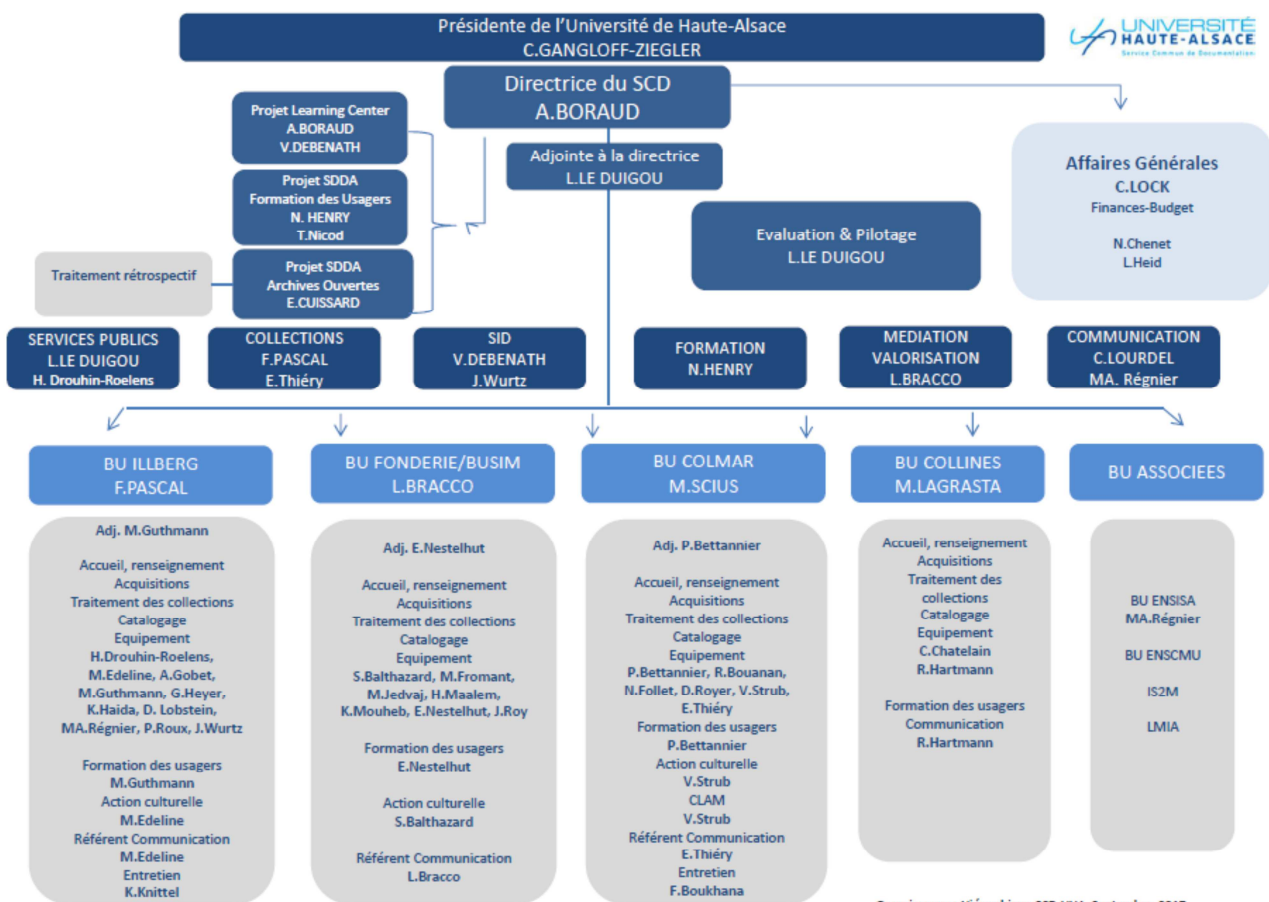 Présidente de l'Université de Haute-Alsace
C.GANGLOFF-ZIEGLER
UNIVERSITÉ
HAUTE-ALSACE
Service Commun de Documentation
Directrice du SCD
A.BORAUD
Projet Learning Center
A.BORAUD
V.DEBENATH
Adjointe à la directrice
L.LE DUIGOU
Affaires Générales
C.LOCK
Finances-Budget
N.Chenet
L.Heid
Projet SDDA
Formation des Usagers
N. HENRY
T.Nicod
Evaluation & Pilotage
L.LE DUIGOU
Traitement rétrospectif
Projet SDDA
Archives Ouvertes
E.CUISSARD
SERVICES PUBLICS
L.LE DUIGOU
H. Drouhin-Roelens
COLLECTIONS
F.PASCAL
E.Thiéry
SID
V.DEBENATH
J.Wurtz
FORMATION
N.HENRY
MEDIATION
VALORISATION
L.BRACCO
COMMUNICATION
C.LOURDEL
MA. Régnier
BU ILLBERG
F.PASCAL
BU FONDERIE/BUSIM
L.BRACCO
BU COLMAR
M.SCIUS
BU COLLINES
M.LAGRASTA
BU ASSOCIEES
Adj. M.Guthmann
Accueil, renseignement
Acquisitions
Traitement des collections
Catalogage
Equipement
H.Drouhin-Roelens,
M.Edeline, A.Gobet,
M.Guthmann, G.Heyer,
K.Haida, D. Lobstein,
MA.Régnier, P.Roux, J.Wurtz
Formation des usagers
M.Guthmann
Action culturelle
M.Edeline
Référent Communication
M.Edeline
Entretien
K.Knittel
Adj. E.Nestelhut
Accueil, renseignement
Acquisitions
Traitement des collections
Catalogage
Equipement
S.Balthazard, M.Fromant,
M.Jedvaj, H.Maalem,
K.Mouheb, E.Nestelhut, J.Roy
Formation des usagers
E.Nestelhut
Action culturelle
S.Balthazard
Référent Communication
L.Bracco
Adj. P.Bettannier
Accueil, renseignement
Acquisitions
Traitement des collections
Catalogage
Equipement
P.Bettannier, R.Bouanan,
N.Follet, D.Royer, V.Strub,
E.Thiéry
Formation des usagers
P.Bettannier
Action culturelle
V.Strub
CLAM
V.Strub
Référent Communication
E.Thiéry
Entretien
F.Boukhana
Accueil, renseignement
Acquisitions
Traitement des
collections
Catalogage
Equipement
C.Chatelain
R.Hartmann
Formation des usagers
Communication
R.Hartmann
BU ENSISA
MA.Régnier
BU ENSCMU
IS2M
LMIA